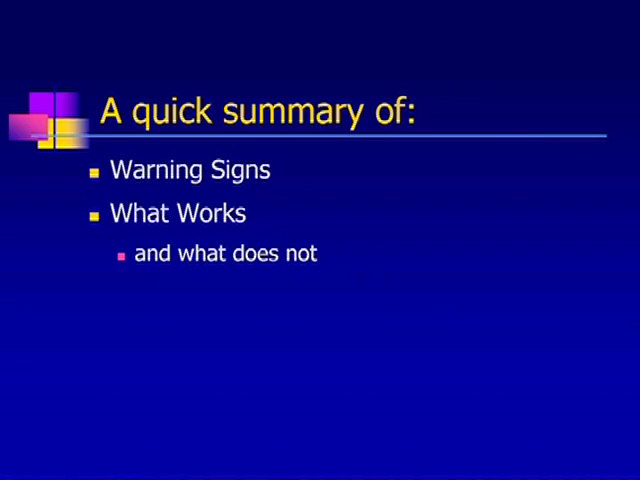 A quick summary of:
Warning Signs
What Works
and what does not